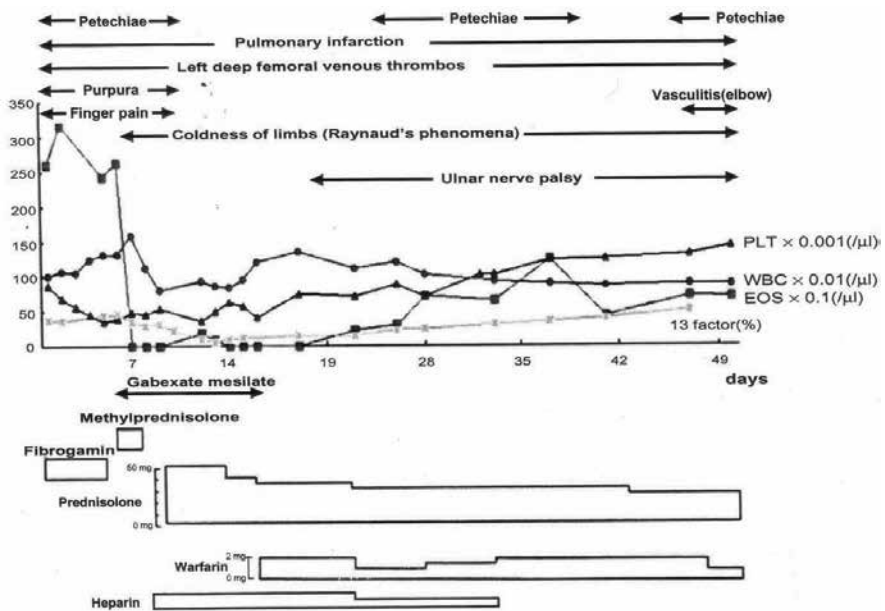 Petechiae Petechiae Petechiae
Pulmonary infarction
Left deep femoral venous thrombos
Purpura
Vasculitis(elbow)
350
Finger pain
300
Coldness of limbs (Raynaud's phenomena)
250
200
Ulnar nerve palsy
150
PLT × 0.001(/μl)
100
WBC × 0.01(/μl)
EOS × 0.1(/μl)
50
13 factor(%)
0
7 14 19 28 35 42 49
days
Gabexate mesilate
Methylprednisolone
Fibrogamin
60 mg
Prednisolone
0 mg
2 mg
Warfarin
0 mg
Heparin